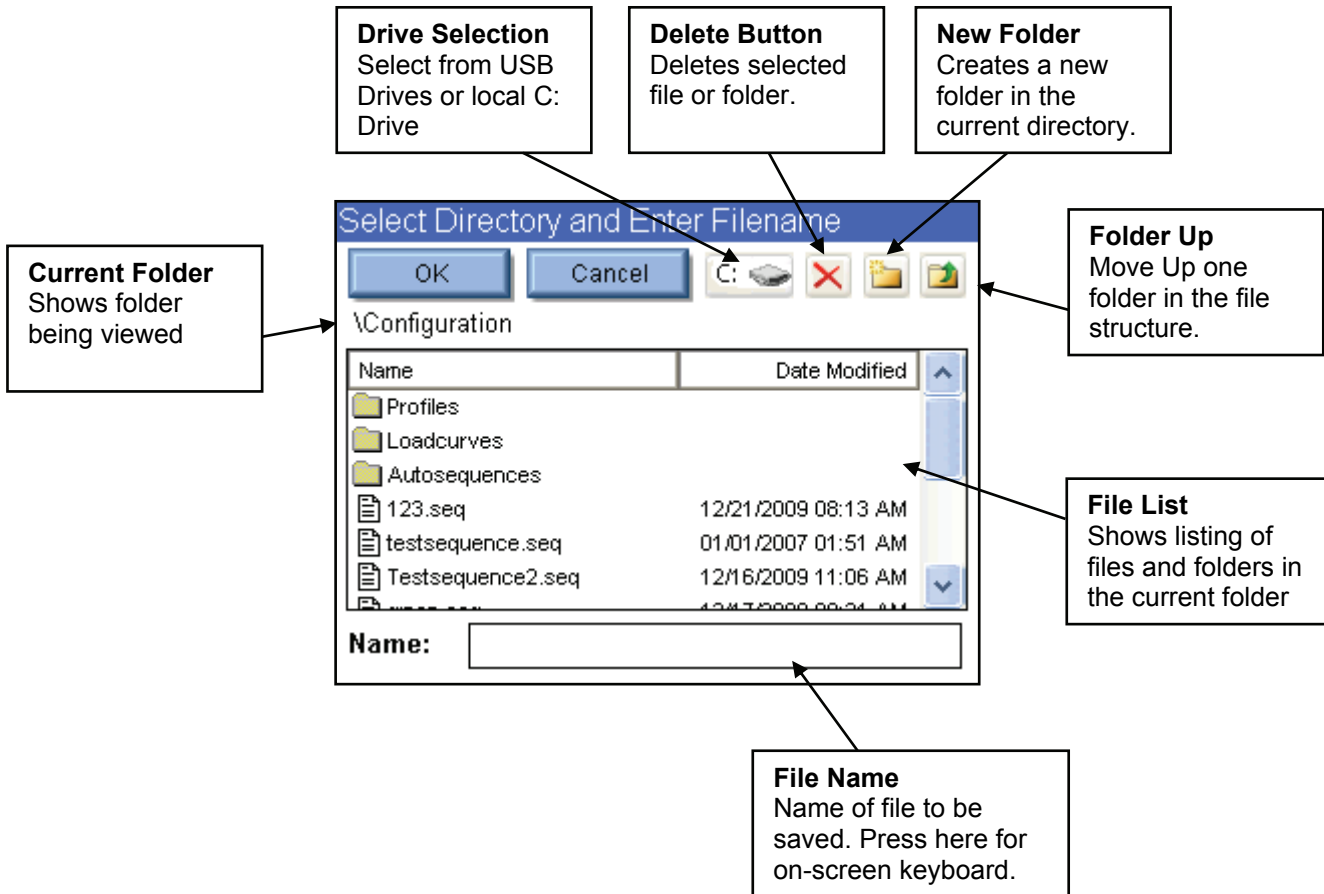 Drive Selection
Select from USB
Drives or local C:
Drive
Delete Button
Deletes selected
file or folder.
New Folder
Creates a new
folder in the
current directory.
Current Folder
Shows folder
being viewed
Select Directory and Enter Filename
OK Cancel C:
\Configuration
Name Date Modified
Profiles
Loadcurves
Autosequences
123.seq 12/21/2009 08:13 AM
testsequence.seq 01/01/2007 01:51 AM
Testsequence2.seq 12/16/2009 11:06 AM
Name:
Folder Up
Move Up one
folder in the file
structure.
File List
Shows listing of
files and folders in
the current folder
File Name
Name of file to be
saved. Press here for
on-screen keyboard.